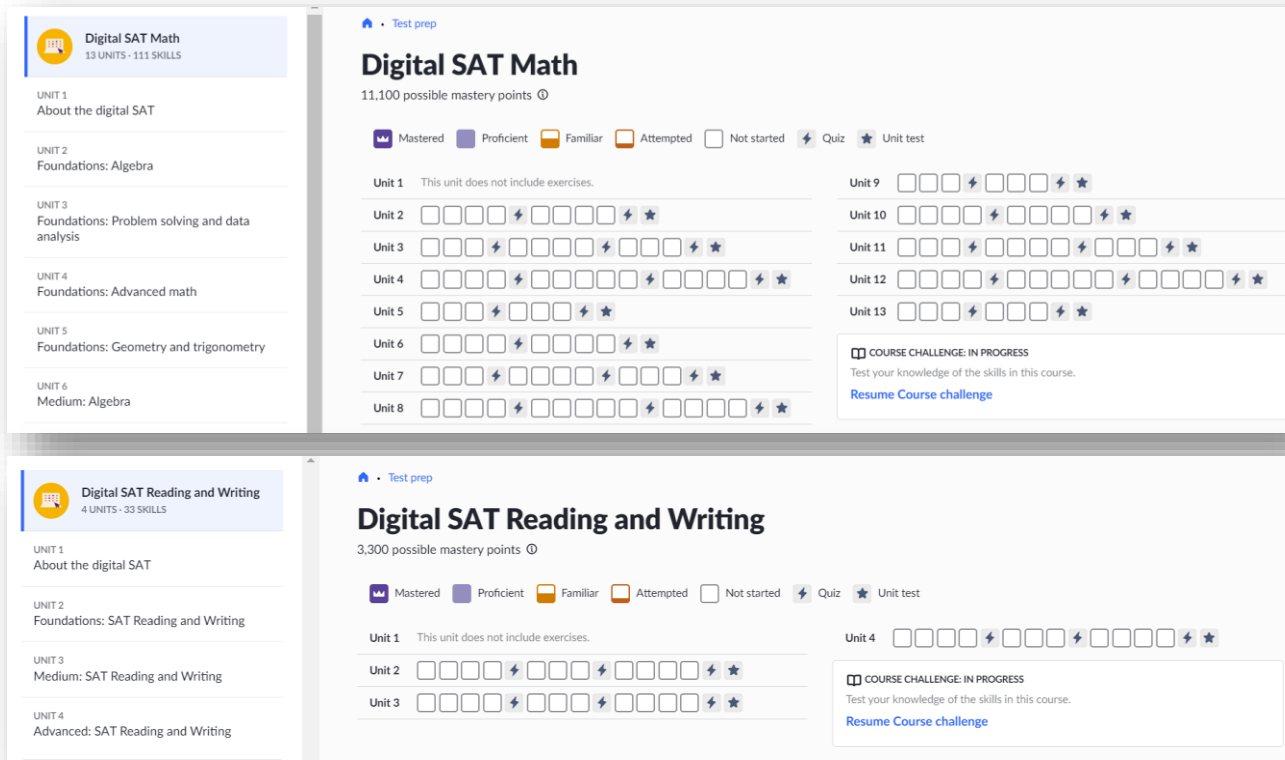 Digital SAT Math
13 UNITS · 111 SKILLS
UNIT 1
About the digital SAT
UNIT 2
Foundations: Algebra
UNIT 3
Foundations: Problem solving and data
analysis
UNIT 4
Foundations: Advanced math
UNIT 5
Foundations: Geometry and trigonometry
UNIT 6
Medium: Algebra
Test prep
Digital SAT Math
11,100 possible mastery points
Mastered Proficient Familiar Attempted Not started Quiz Unit test
Unit 1 This unit does not include exercises.
Unit 2
Unit 3
Unit 4
Unit 5
Unit 6
Unit 7
Unit 8
Unit 9
Unit 10
Unit 11
Unit 12
Unit 13
COURSE CHALLENGE: IN PROGRESS
Test your knowledge of the skills in this course.
Resume Course challenge
Digital SAT Reading and Writing
4 UNITS · 33 SKILLS
UNIT 1
About the digital SAT
UNIT 2
Foundations: SAT Reading and Writing
UNIT 3
Medium: SAT Reading and Writing
UNIT 4
Advanced: SAT Reading and Writing
Test prep
Digital SAT Reading and Writing
3,300 possible mastery points
Mastered Proficient Familiar Attempted Not started Quiz Unit test
Unit 1 This unit does not include exercises.
Unit 2
Unit 3
Unit 4
COURSE CHALLENGE: IN PROGRESS
Test your knowledge of the skills in this course.
Resume Course challenge